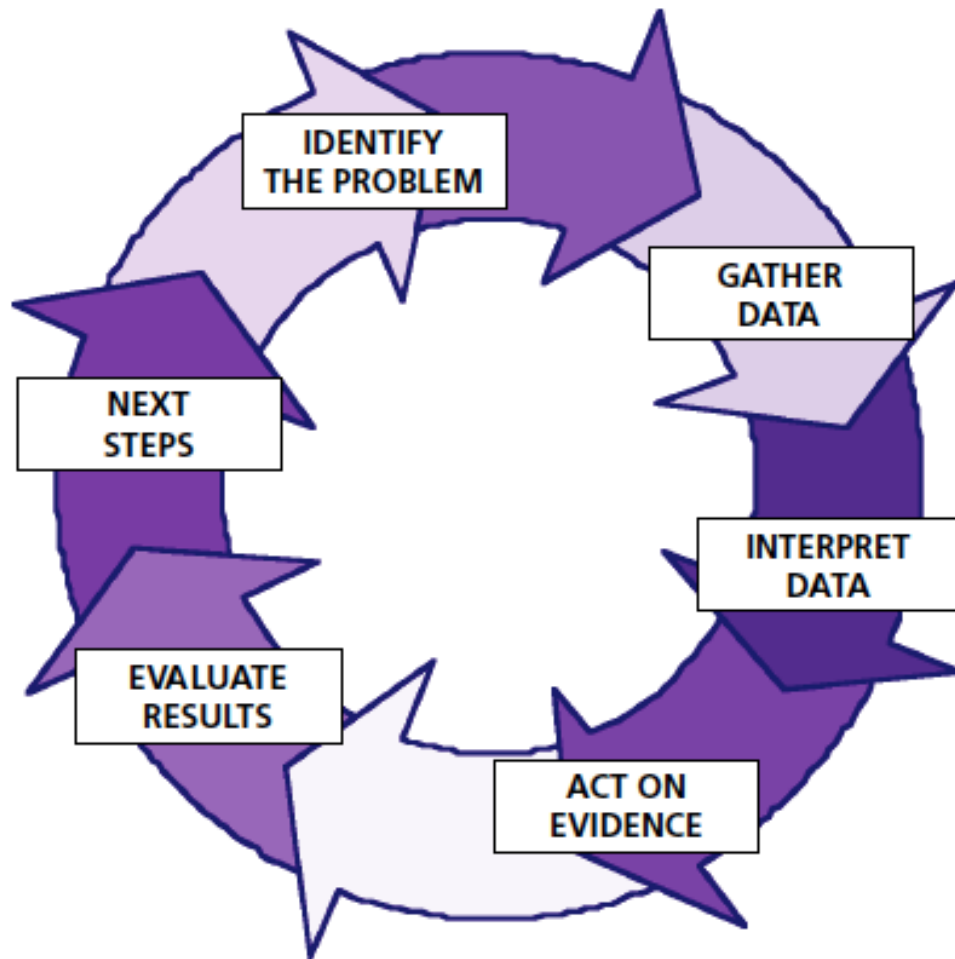 IDENTIFY
THE PROBLEM
GATHER
DATA
INTERPRET
DATA
ACT ON
EVIDENCE
EVALUATE
RESULTS
NEXT
STEPS